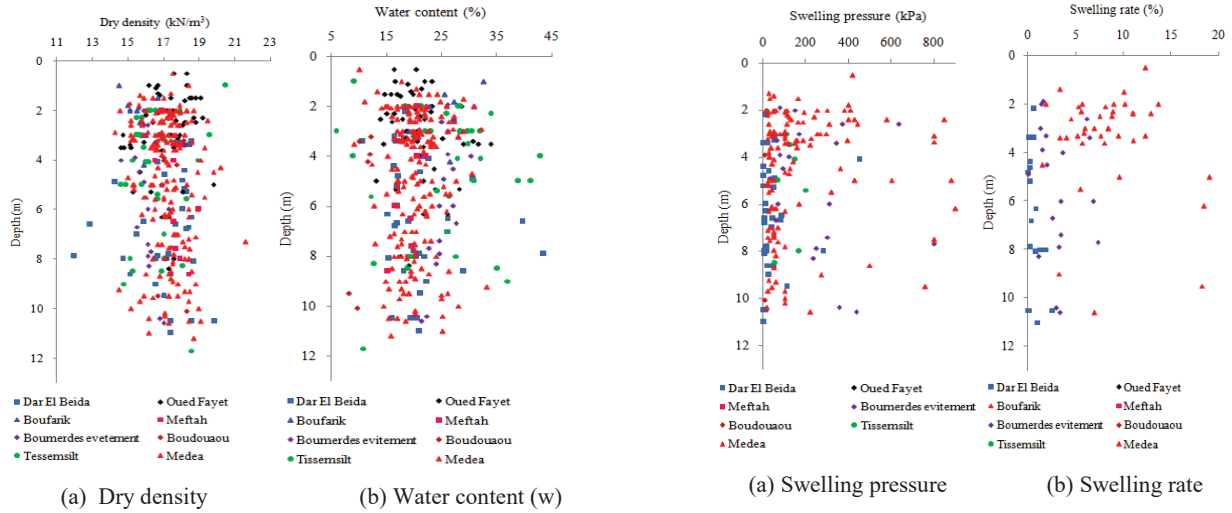 Dry density (kN/m³)
11 13 15 17 19 21 23
0
2
4
6
8
10
12
Depth (m)
Dar El Beida
Oued Fayet
Boufarik
Meftah
Boumerdes evitement
Boudouaou
Tissemsilt
Medea
(a) Dry density
Water content (%)
5 15 25 35 45
0
2
4
6
8
10
12
Depth (m)
Dar El Beida
Oued Fayet
Boufarik
Meftah
Boumerdes evitement
Boudouaou
Tissemsilt
Medea
(b) Water content (w)
Swelling pressure (kPa)
0 200 400 600 800
0
2
4
6
8
10
12
Depth (m)
Dar El Beida
Oued Fayet
Meftah
Boumerdes evitement
Boudouaou
Tissemsilt
Medea
(a) Swelling pressure
Swelling rate (%)
0 5 10 15 20
0
2
4
6
8
10
12
Depth (m)
Dar El Beida
Oued Fayet
Boufarik
Meftah
Boumerdes evitement
Boudouaou
Tissemsilt
Medea
(b) Swelling rate